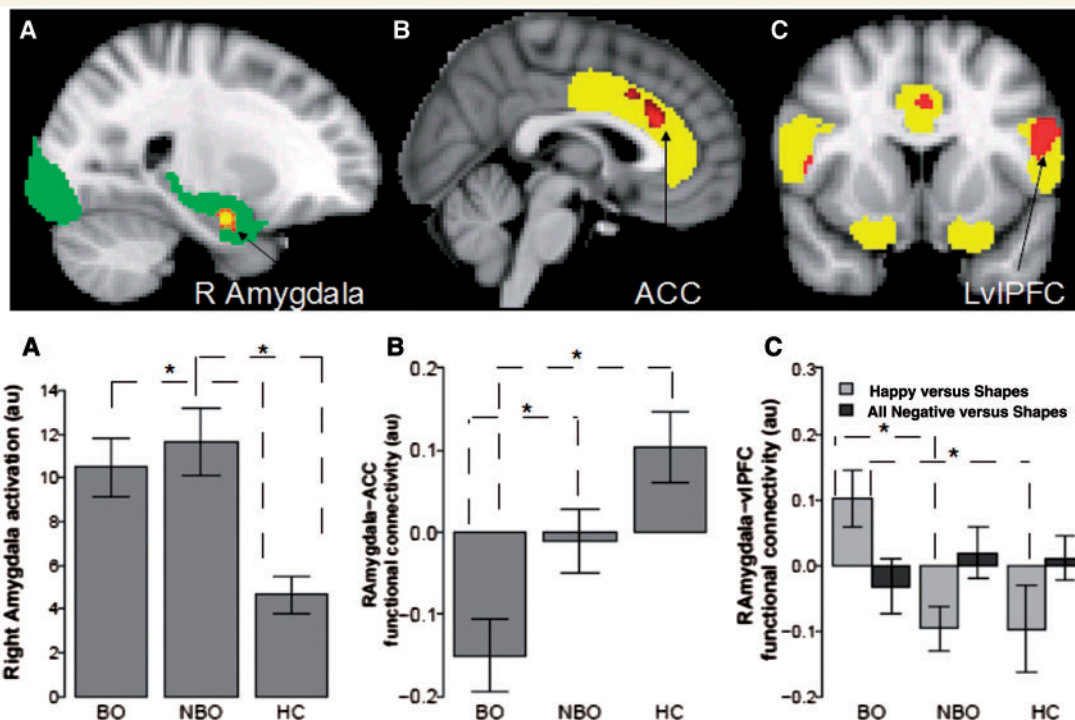 A
B
C
R Amygdala
ACC
LvlPFC
A
Right Amygdala activation (au)
14
12
10
8
6
4
2
0
*
*
BO
NBO
HC
B
RAmygdala-ACC
functional connectivity (au)
0.2
0.1
0.0
−0.1
−0.2
*
*
BO
NBO
HC
C
RAmygdala-vlPFC
functional connectivity (au)
0.3
0.2
0.1
0.0
−0.1
−0.2
Happy versus Shapes
All Negative versus Shapes
*
*
BO
NBO
HC